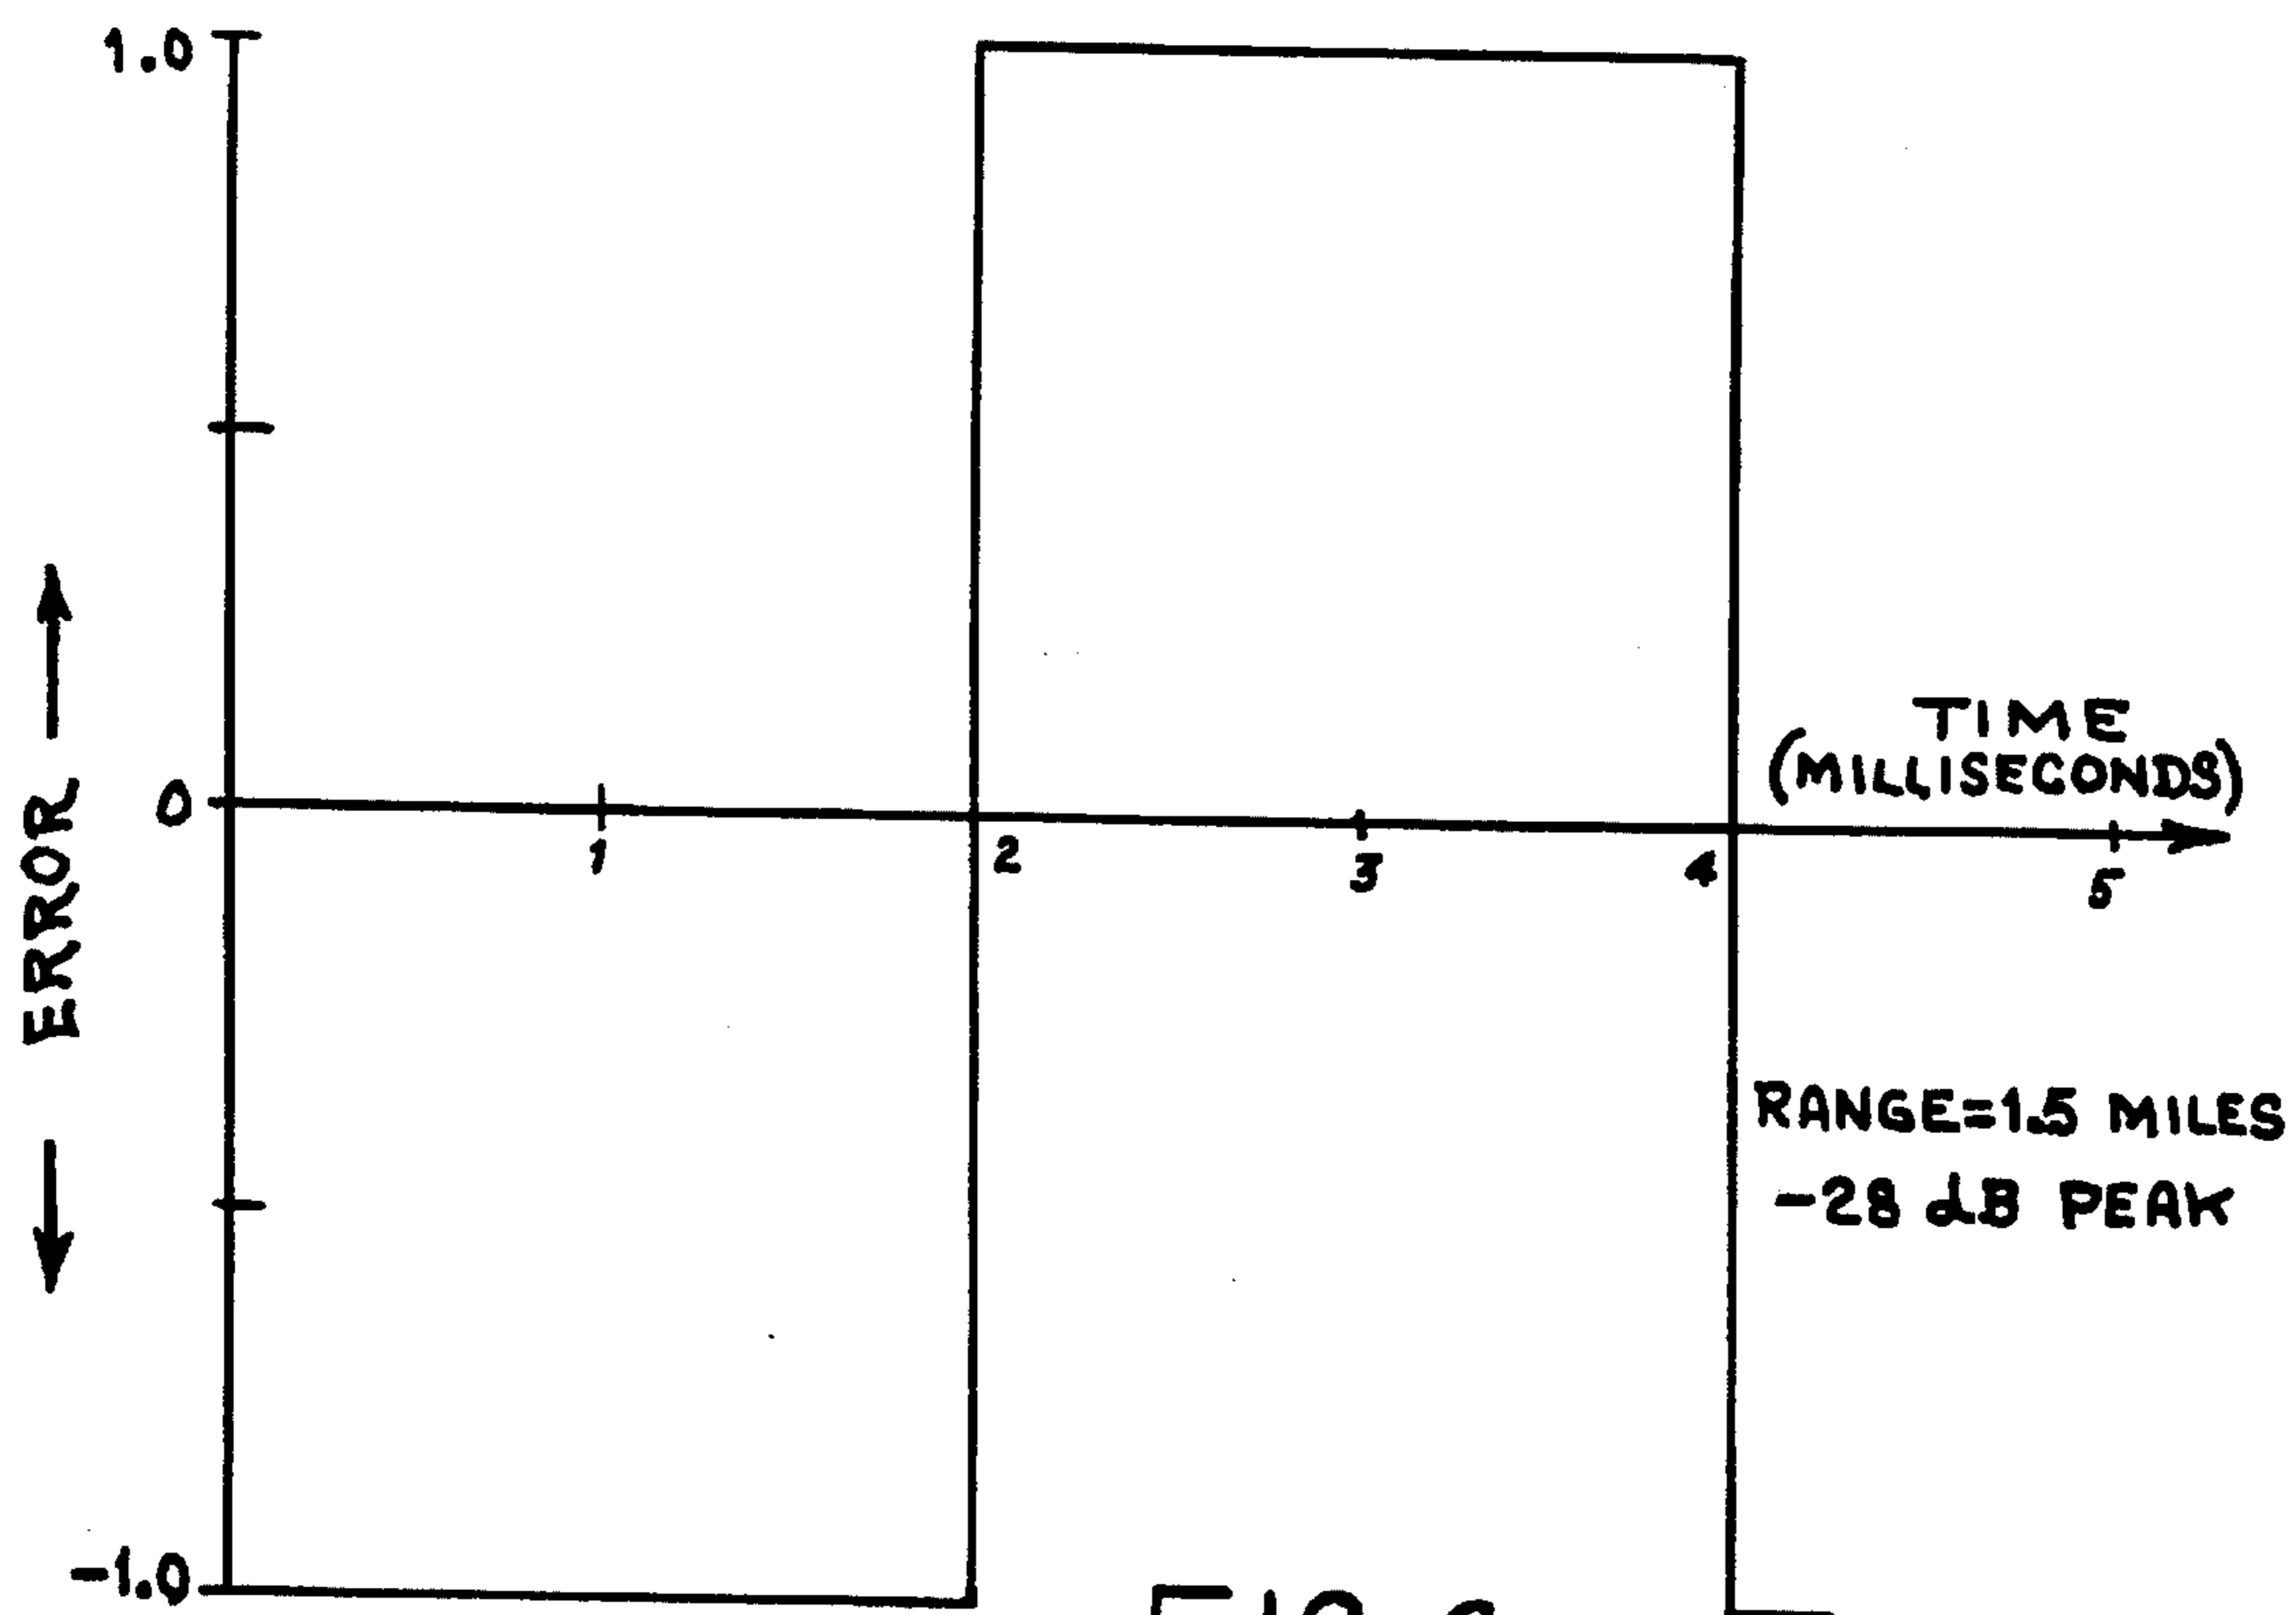 1.0
0
-1.0
ERROR
1
2
3
4
5
TIME
(MILLISECONDS)
RANGE=1.5 MILES
-28 dB PEAK